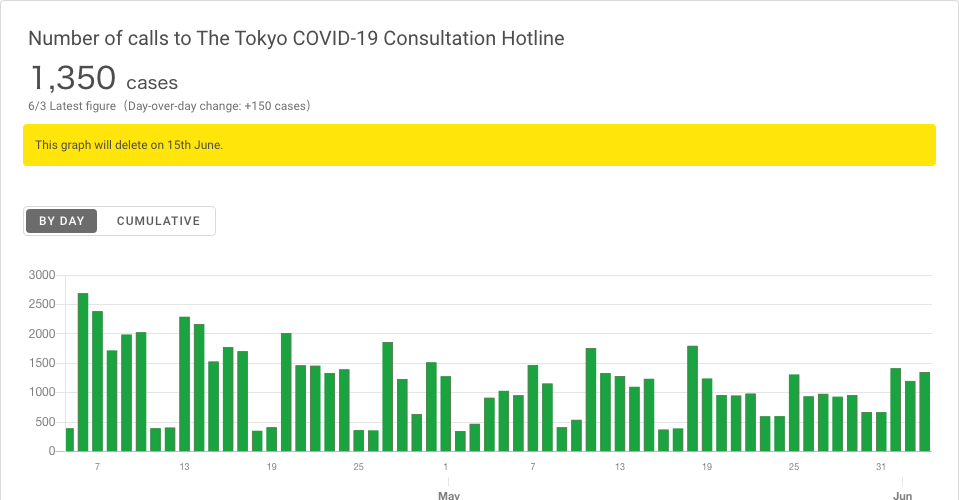 Number of calls to The Tokyo COVID-19 Consultation Hotline
1,350 cases
6/3 Latest figure（Day-over-day change: +150 cases）
This graph will delete on 15th June.
BY DAY CUMULATIVE
3000
2500
2000
1500
1000
500
0
7 13 19 25 1 7 13 19 25 31
May Jun